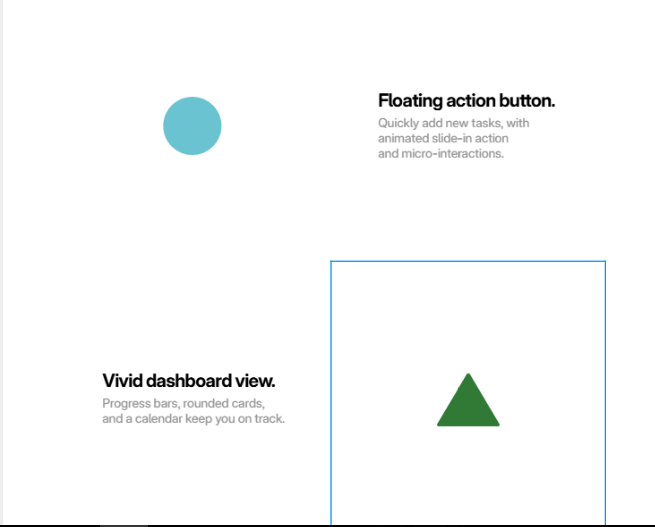 Floating action button.
Quickly add new tasks, with
animated slide-in action
and micro-interactions.
Vivid dashboard view.
Progress bars, rounded cards,
and a calendar keep you on track.